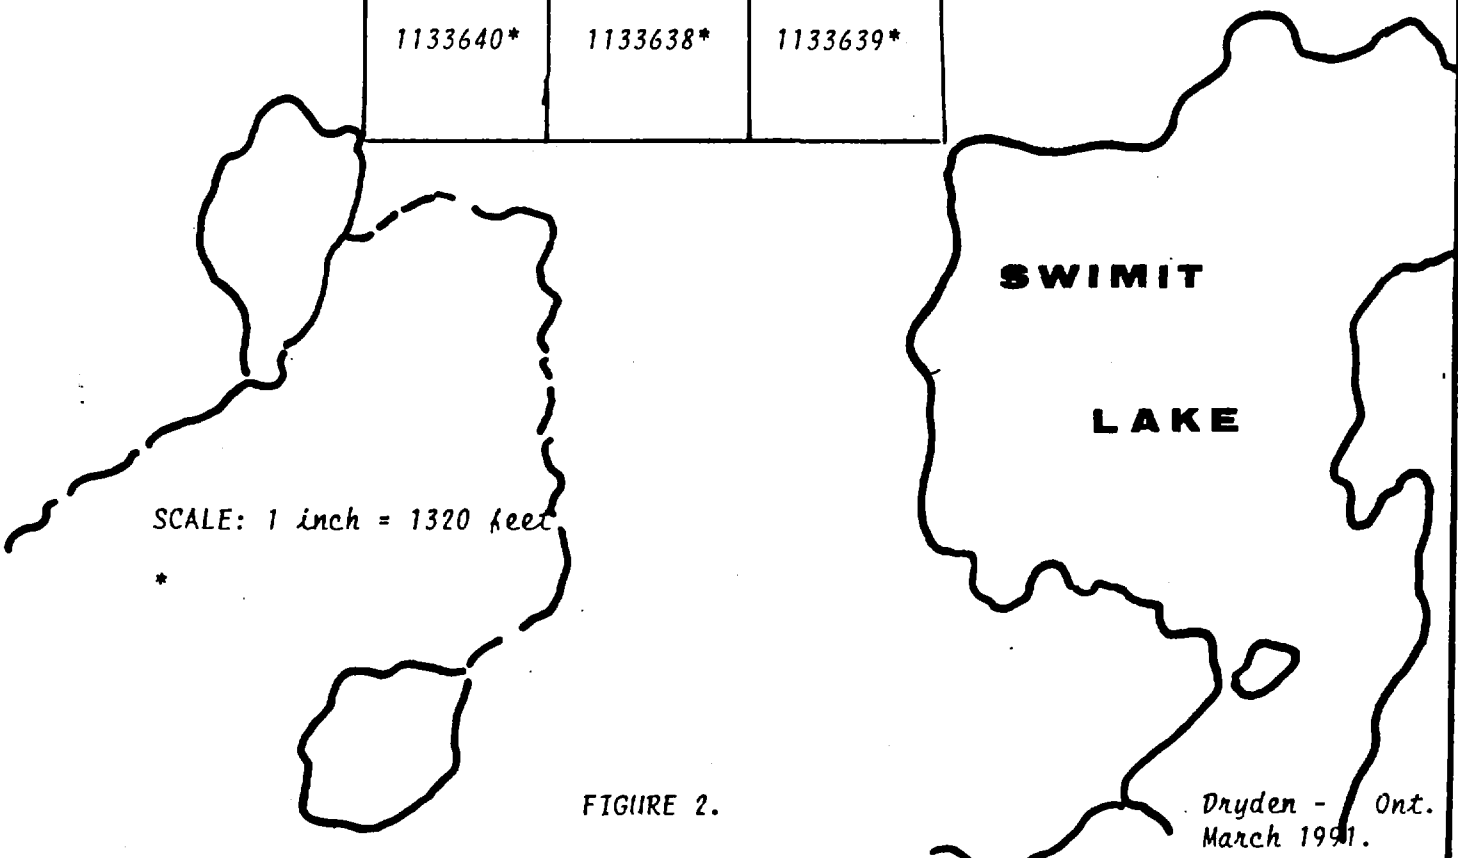 1133640* 1133638* 1133639*
SWIMIT
LAKE
SCALE: 1 inch = 1320 feet
*
FIGURE 2.
Dryden - Ont.
March 1991.